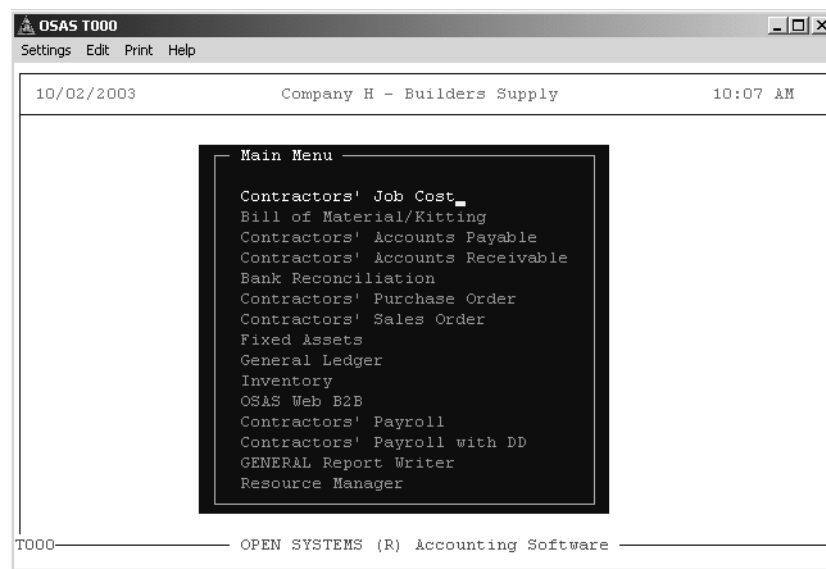 OSAS T000
Settings Edit Print Help
10/02/2003 Company H - Builders Supply 10:07 AM
Main Menu
Contractors' Job Cost_
Bill of Material/Kitting
Contractors' Accounts Payable
Contractors' Accounts Receivable
Bank Reconciliation
Contractors' Purchase Order
Contractors' Sales Order
Fixed Assets
General Ledger
Inventory
OSAS Web B2B
Contractors' Payroll
Contractors' Payroll with DD
GENERAL Report Writer
Resource Manager
T000 OPEN SYSTEMS (R) Accounting Software